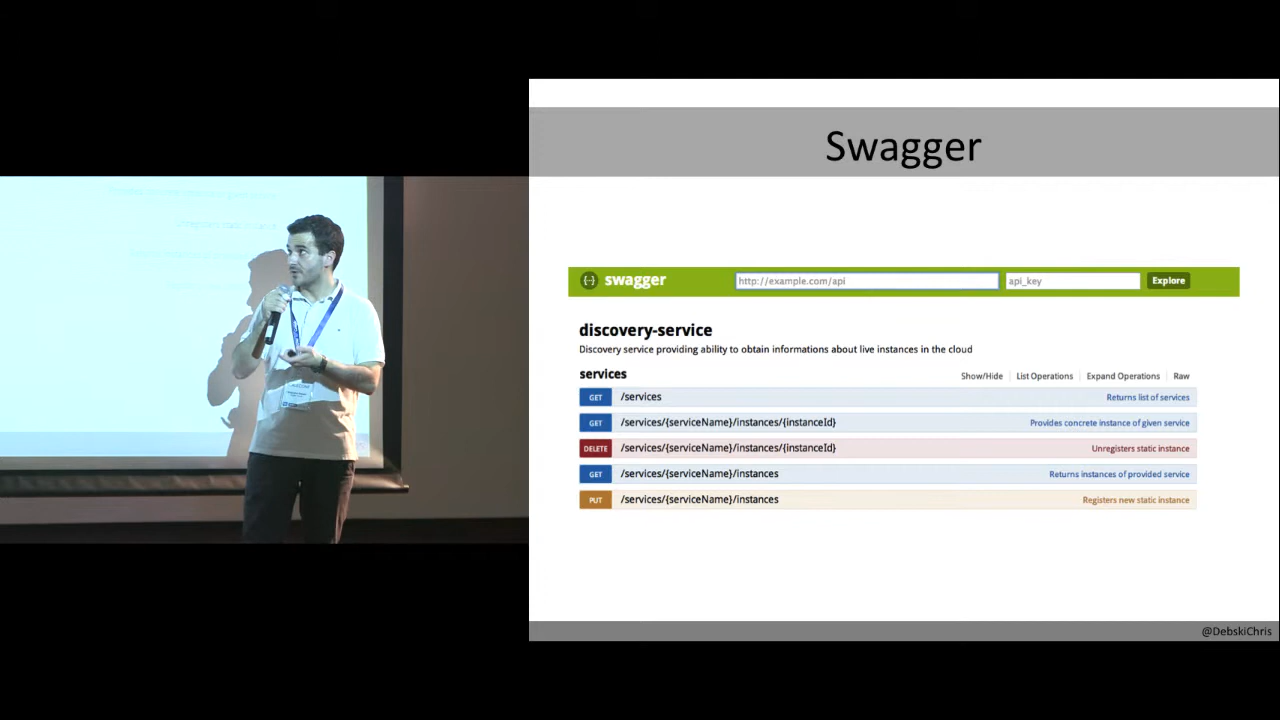 Swagger
swagger
http://example.com/api
api_key
Explore
discovery-service
Discovery service providing ability to obtain informations about live instances in the cloud
services
Show/Hide
List Operations
Expand Operations
Raw
GET /services Returns list of services
GET /services/{serviceName}/instances/{instanceId} Provides concrete instance of given service
DELETE /services/{serviceName}/instances/{instanceId} Unregisters static instance
GET /services/{serviceName}/instances Returns instances of provided service
PUT /services/{serviceName}/instances Registers new static instance
@DebskiChris